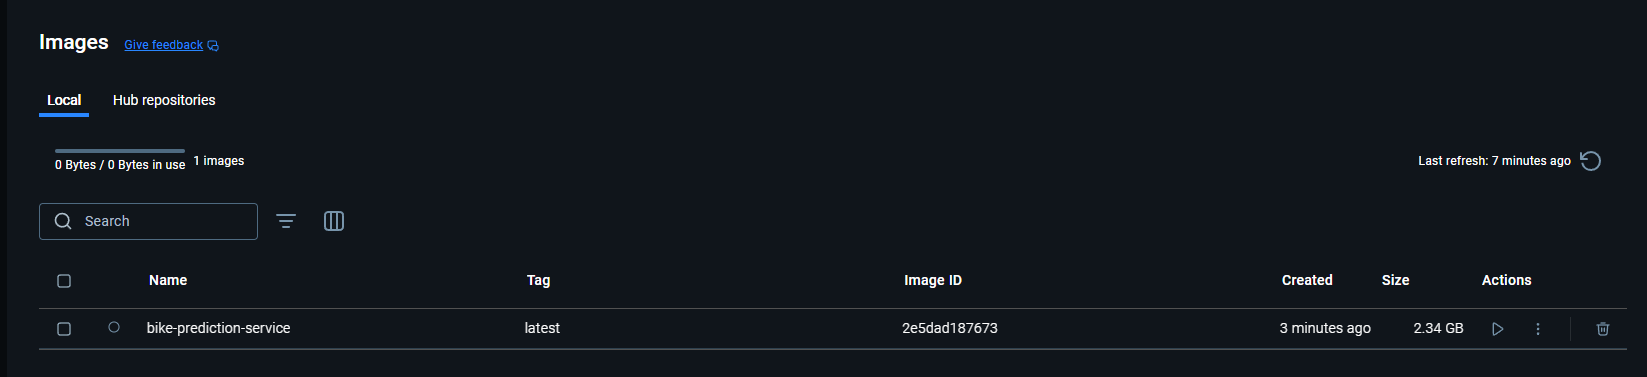 Images Give feedback
Local Hub repositories
0 Bytes / 0 Bytes in use 1 images Last refresh: 7 minutes ago
Search
Name Tag Image ID Created Size Actions
bike-prediction-service latest 2e5dad187673 3 minutes ago 2.34 GB